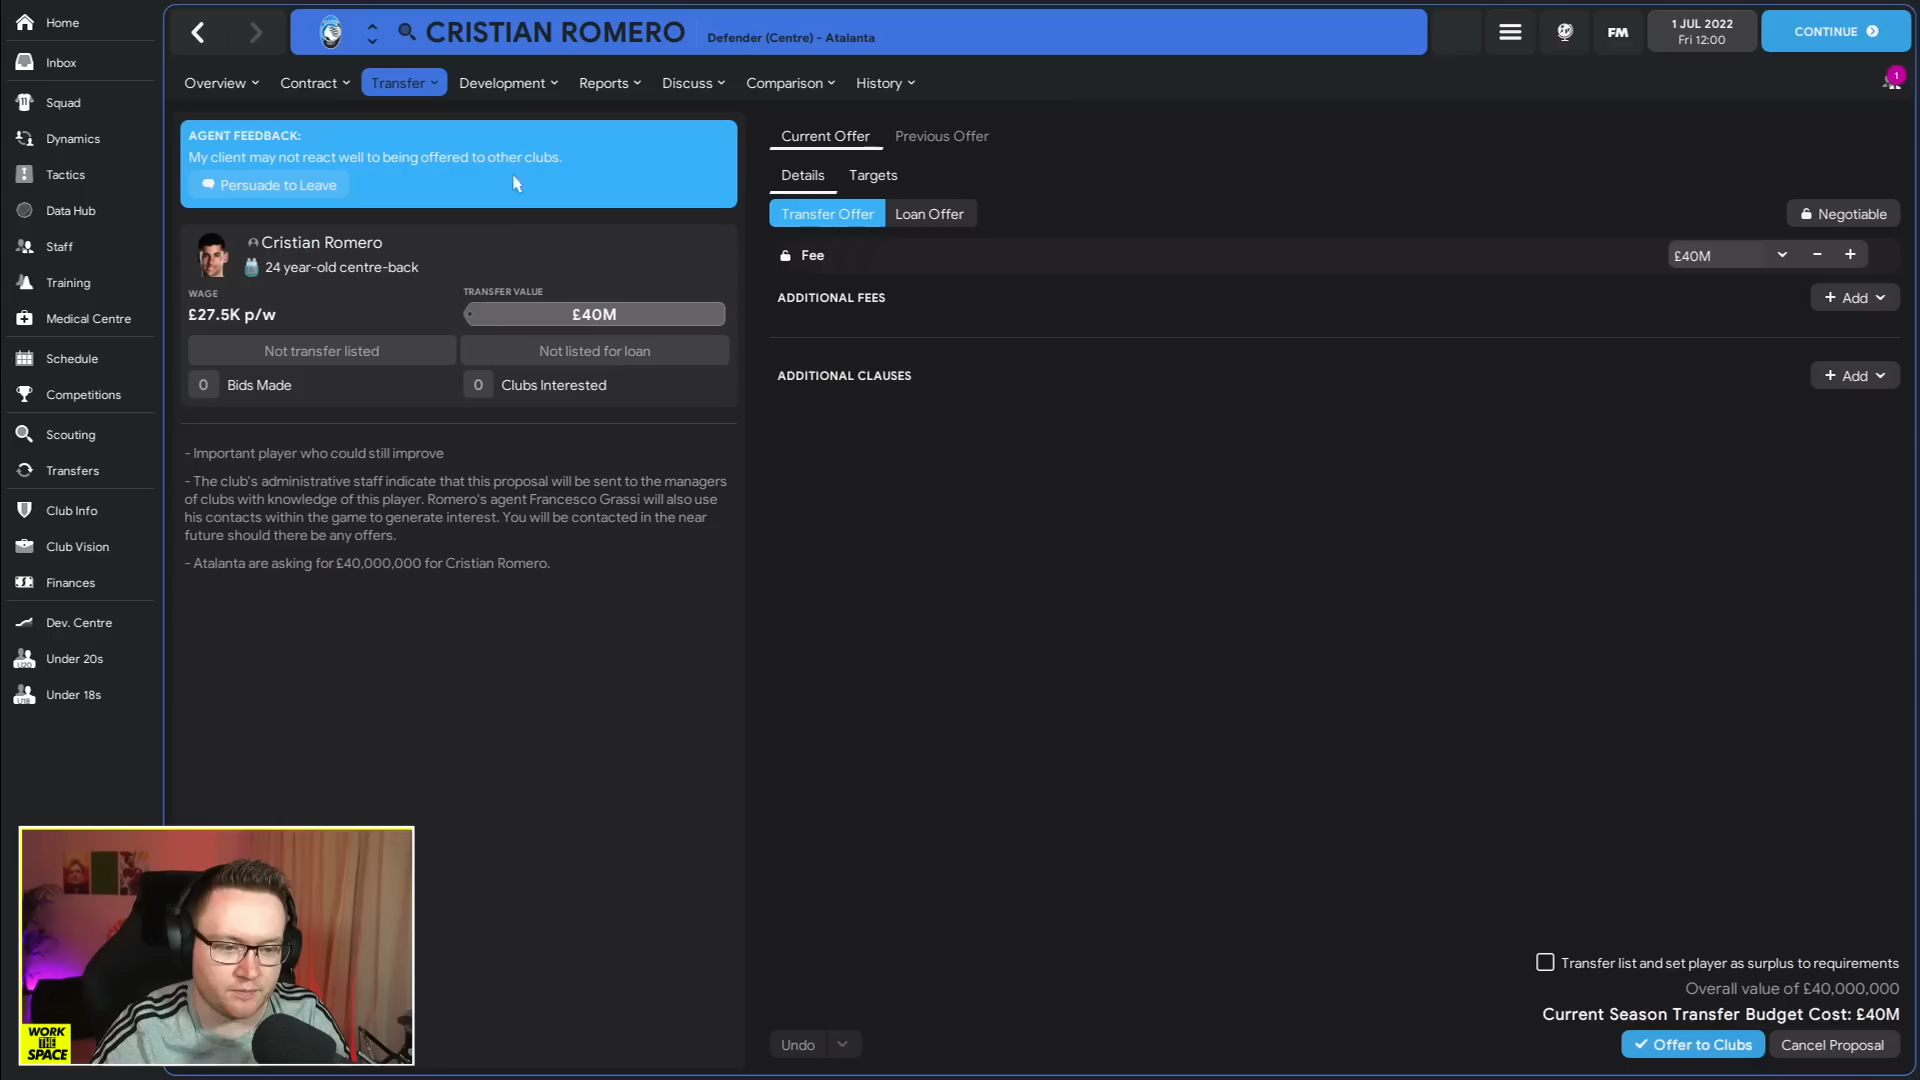 Home
Inbox
Squad
Dynamics
Tactics
Data Hub
Staff
Training
Medical Centre
Schedule
Competitions
Scouting
Transfers
Club Info
Club Vision
Finances
Dev. Centre
Under 20s
Under 18s
CRISTIAN ROMERO
Defender (Centre) - Atalanta
FM
1 JUL 2022
Fri 12:00
CONTINUE
Overview
Contract
Transfer
Development
Reports
Discuss
Comparison
History
1
AGENT FEEDBACK:
My client may not react well to being offered to other clubs.
Persuade to Leave
Cristian Romero
24 year-old centre-back
WAGE
£27.5K p/w
TRANSFER VALUE
£40M
Not transfer listed
Not listed for loan
0 Bids Made
0 Clubs Interested
- Important player who could still improve
- The club's administrative staff indicate that this proposal will be sent to the managers
of clubs with knowledge of this player. Romero's agent Francesco Grassi will also use
his contacts within the game to generate interest. You will be contacted in the near
future should there be any offers.
- Atalanta are asking for £40,000,000 for Cristian Romero.
Current Offer
Previous Offer
Details
Targets
Transfer Offer
Loan Offer
Negotiable
Fee
£40M
ADDITIONAL FEES
+ Add
ADDITIONAL CLAUSES
+ Add
Transfer list and set player as surplus to requirements
Overall value of £40,000,000
Current Season Transfer Budget Cost: £40M
Undo
Offer to Clubs
Cancel Proposal
WORK
THE
SPACE